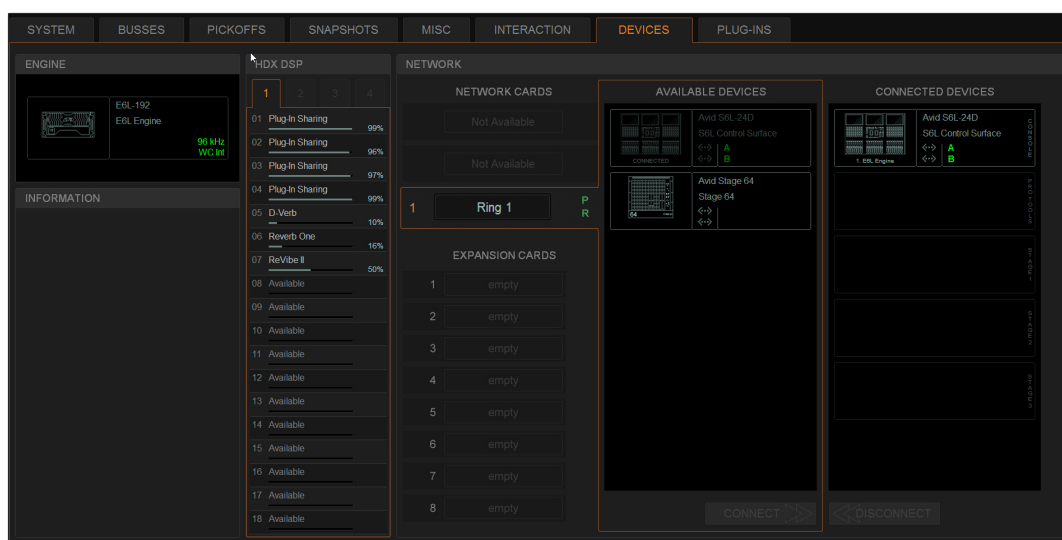 SYSTEM BUSSES PICKOFFS SNAPSHOTS MISC INTERACTION DEVICES PLUG-INS
ENGINE
E6L-192
E6L Engine
96 kHz
WC Int
INFORMATION
HDX DSP
1 2 3 4
01 Plug-In Sharing 99%
02 Plug-In Sharing 96%
03 Plug-In Sharing 97%
04 Plug-In Sharing 99%
05 D-Verb 10%
06 Reverb One 16%
07 ReVibe II 50%
08 Available
09 Available
10 Available
11 Available
12 Available
13 Available
14 Available
15 Available
16 Available
17 Available
18 Available
NETWORK
NETWORK CARDS
Not Available
Not Available
1 Ring 1 P R
EXPANSION CARDS
1 empty
2 empty
3 empty
4 empty
5 empty
6 empty
7 empty
8 empty
AVAILABLE DEVICES
Avid S6L-24D
S6L Control Surface
A
B
CONNECTED
Avid Stage 64
Stage 64
64
CONNECT
CONNECTED DEVICES
Avid S6L-24D
S6L Control Surface
A
B
1. E6L Engine
CONSOLE
PROTOOLS
STAGE 1
STAGE 2
STAGE 3
DISCONNECT